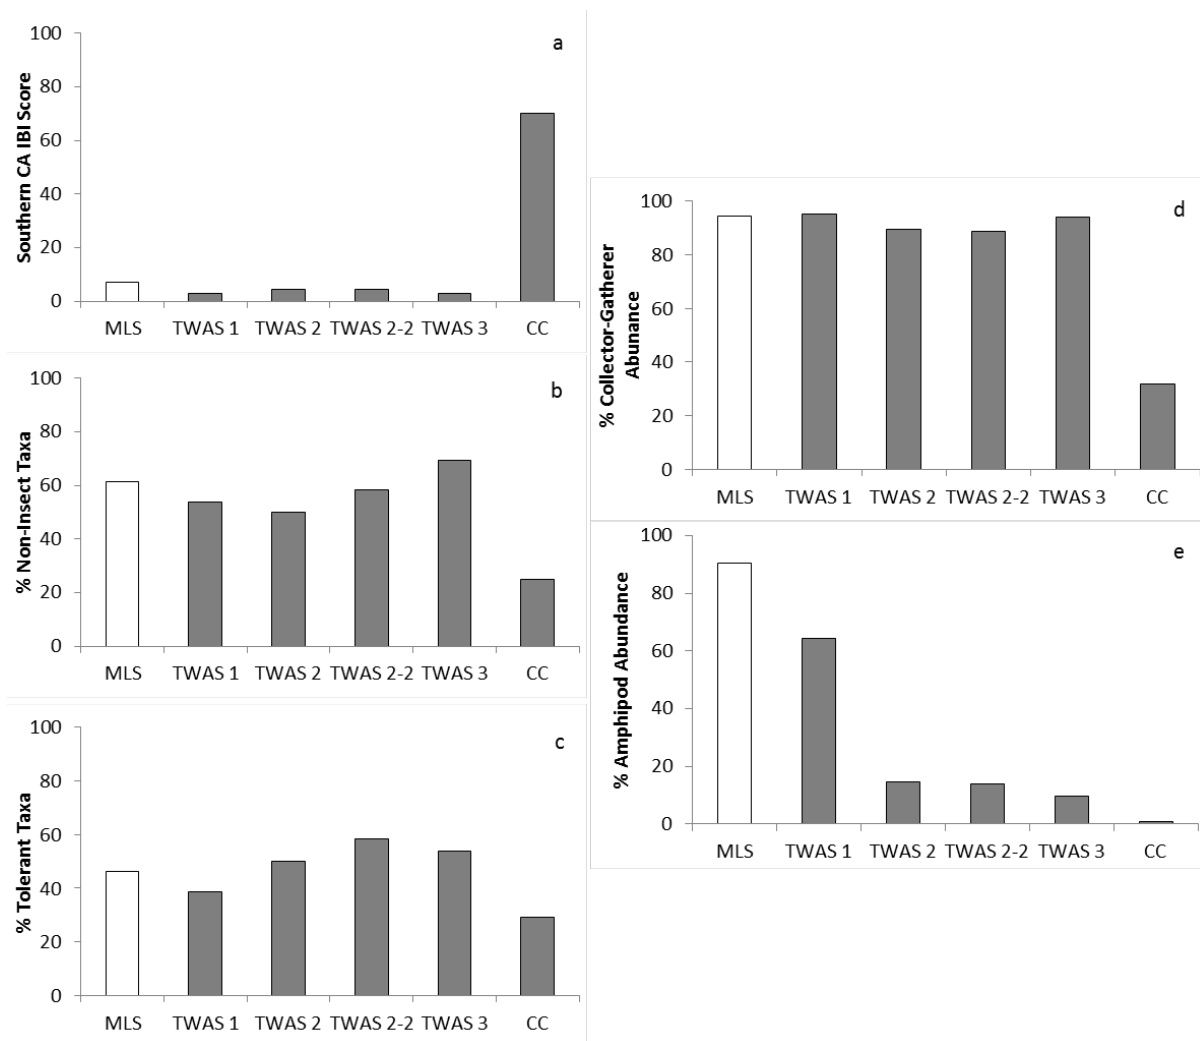 a
Southern CA IBI Score
100
80
60
40
20
0
MLS TWAS 1 TWAS 2 TWAS 2-2 TWAS 3 CC
b
% Non-Insect Taxa
100
80
60
40
20
0
MLS TWAS 1 TWAS 2 TWAS 2-2 TWAS 3 CC
c
% Tolerant Taxa
100
80
60
40
20
0
MLS TWAS 1 TWAS 2 TWAS 2-2 TWAS 3 CC
d
% Collector-Gatherer
Abunance
100
80
60
40
20
0
MLS TWAS 1 TWAS 2 TWAS 2-2 TWAS 3 CC
e
% Amphipod Abundance
100
80
60
40
20
0
MLS TWAS 1 TWAS 2 TWAS 2-2 TWAS 3 CC